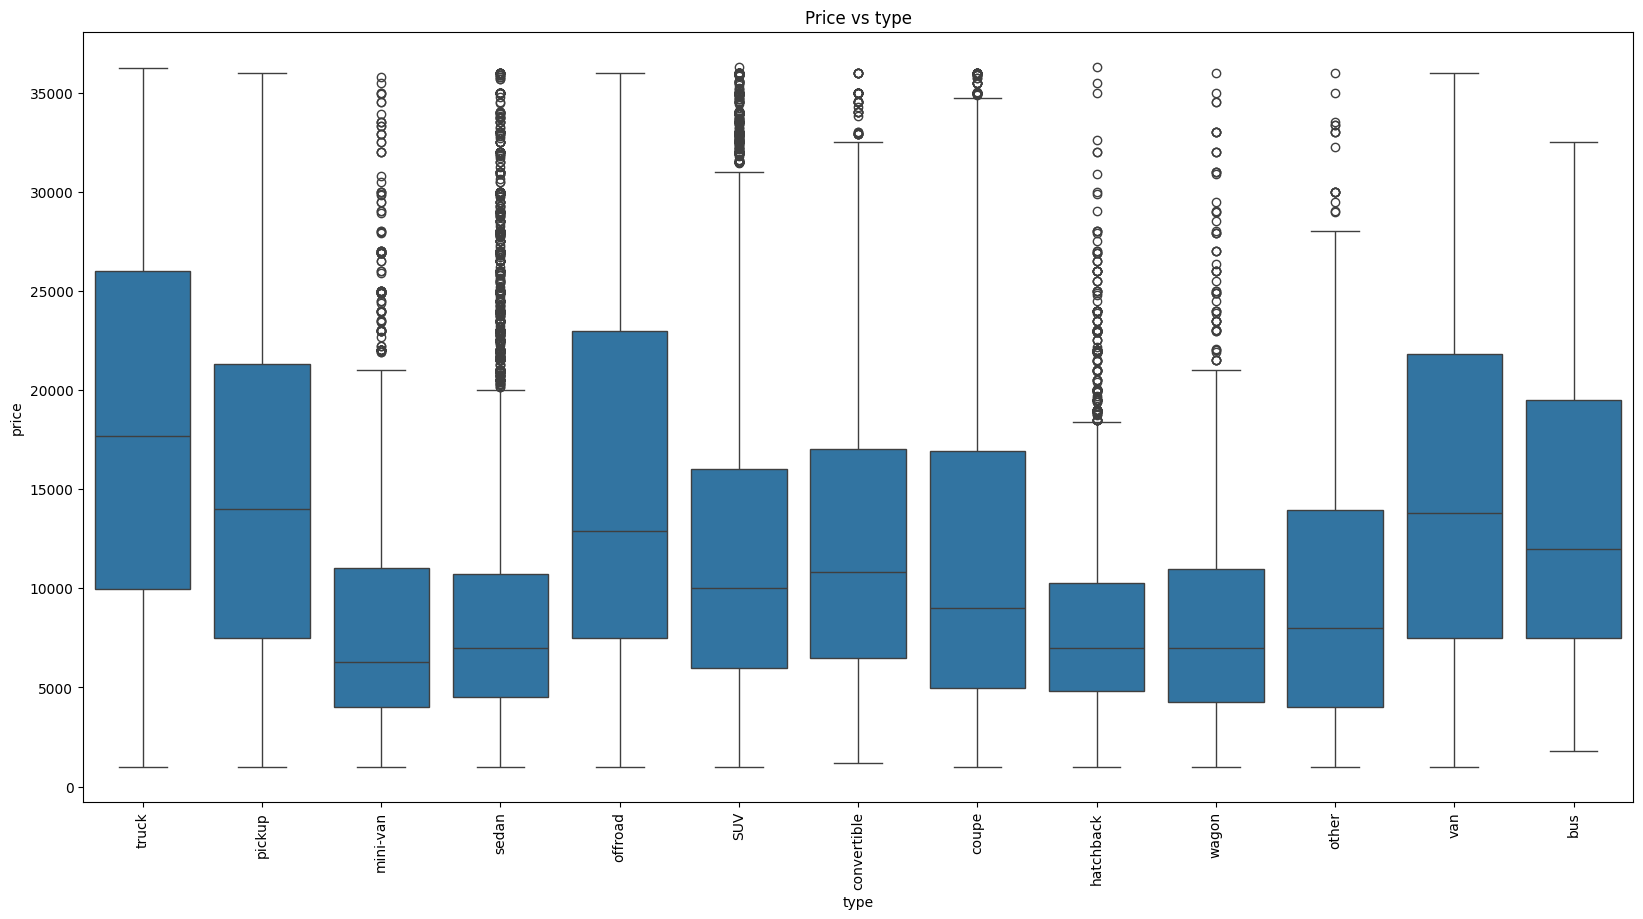 Price vs type
price
35000
30000
25000
20000
15000
10000
5000
0
truck
pickup
mini-van
sedan
offroad
SUV
convertible
coupe
hatchback
wagon
other
van
bus
type